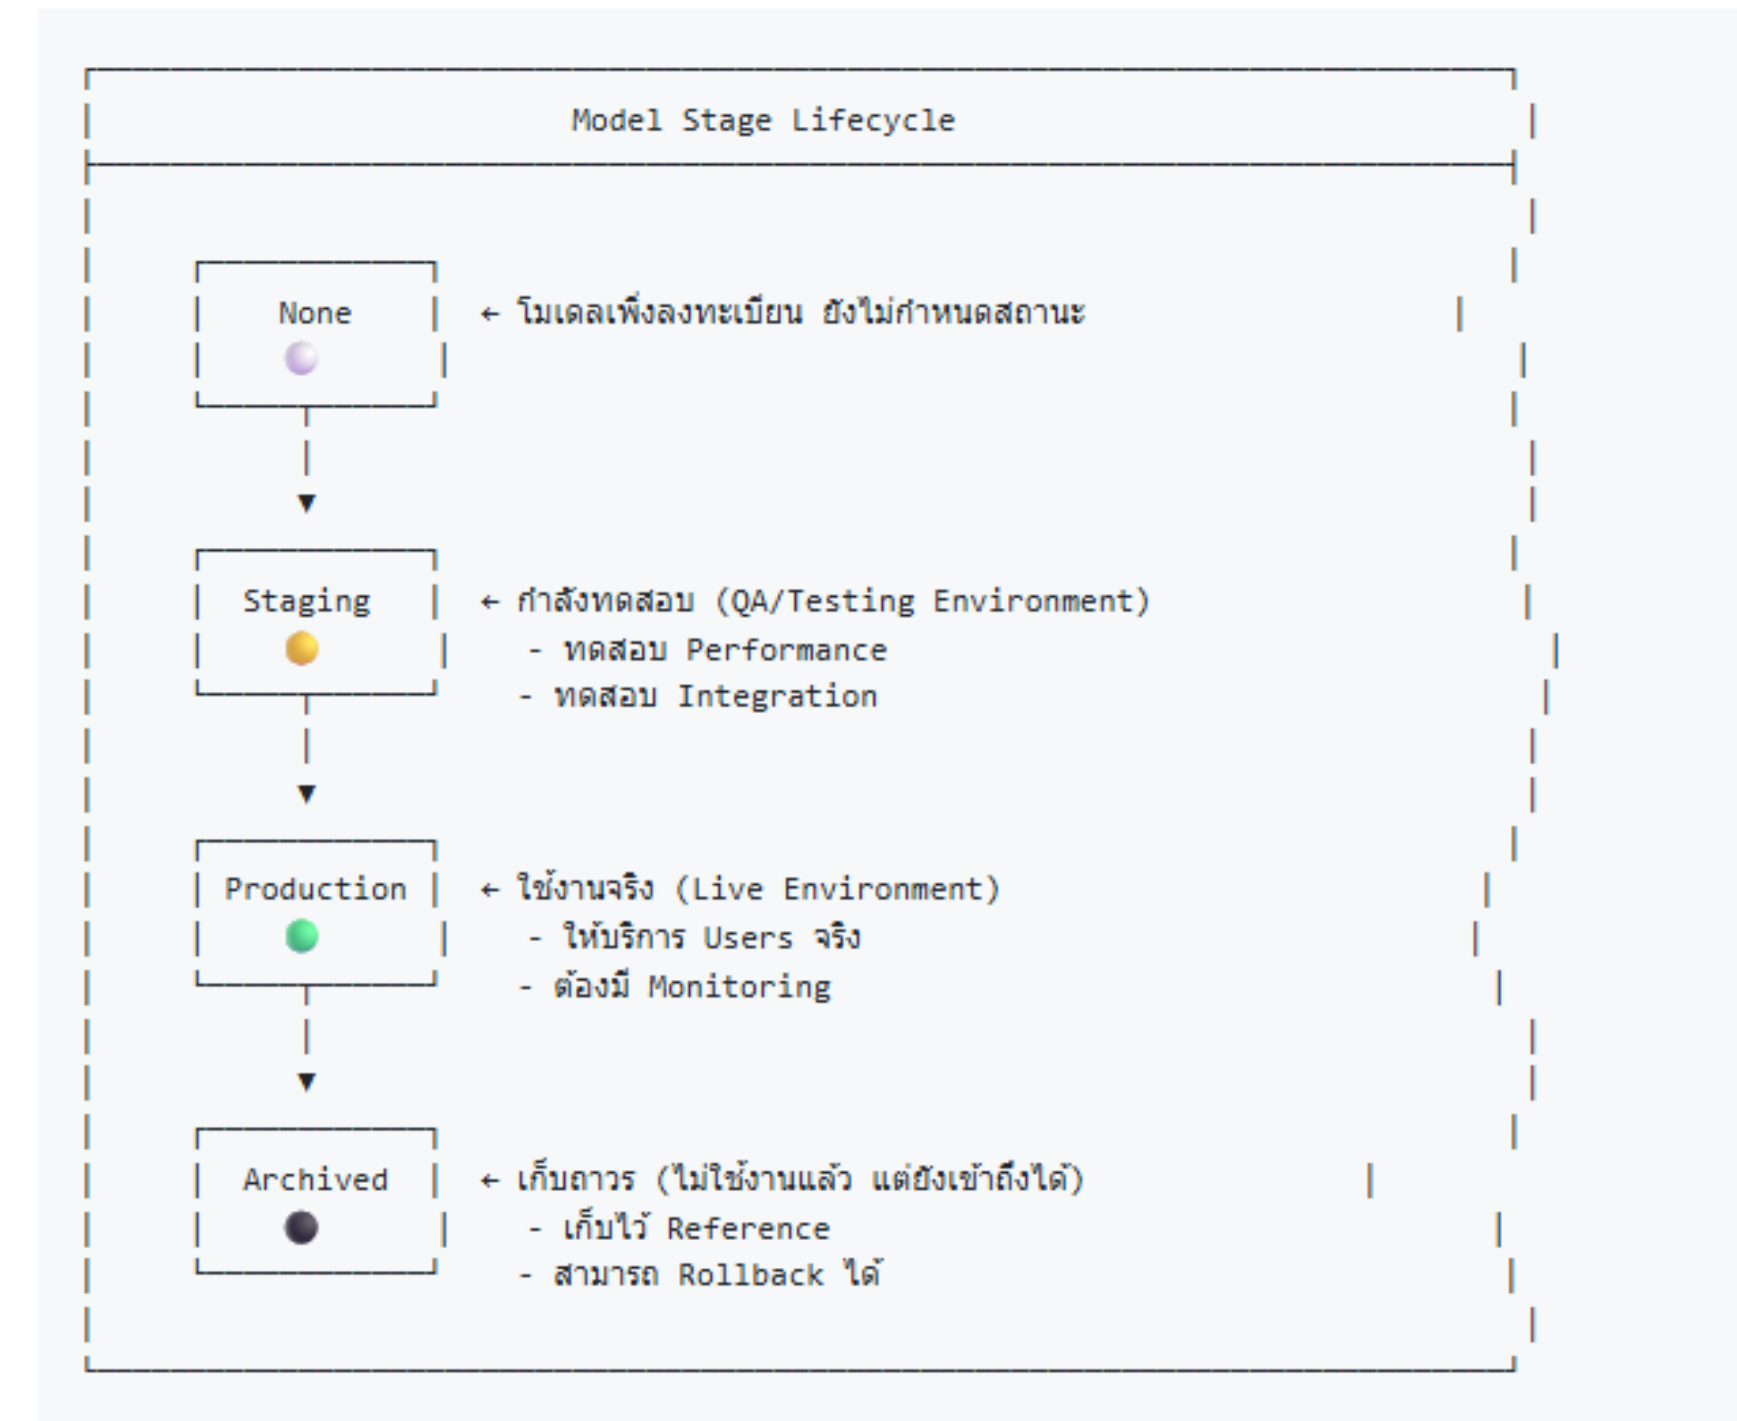 Model Stage Lifecycle
None ← โมเดลเพิ่งลงทะเบียน ยังไม่กำหนดสถานะ
Staging ← กำลังทดสอบ (QA/Testing Environment)
- ทดสอบ Performance
- ทดสอบ Integration
Production ← ใช้งานจริง (Live Environment)
- ให้บริการ Users จริง
- ต้องมี Monitoring
Archived ← เก็บถาวร (ไม่ใช้งานแล้ว แต่ยังเข้าถึงได้)
- เก็บไว้ Reference
- สามารถ Rollback ได้